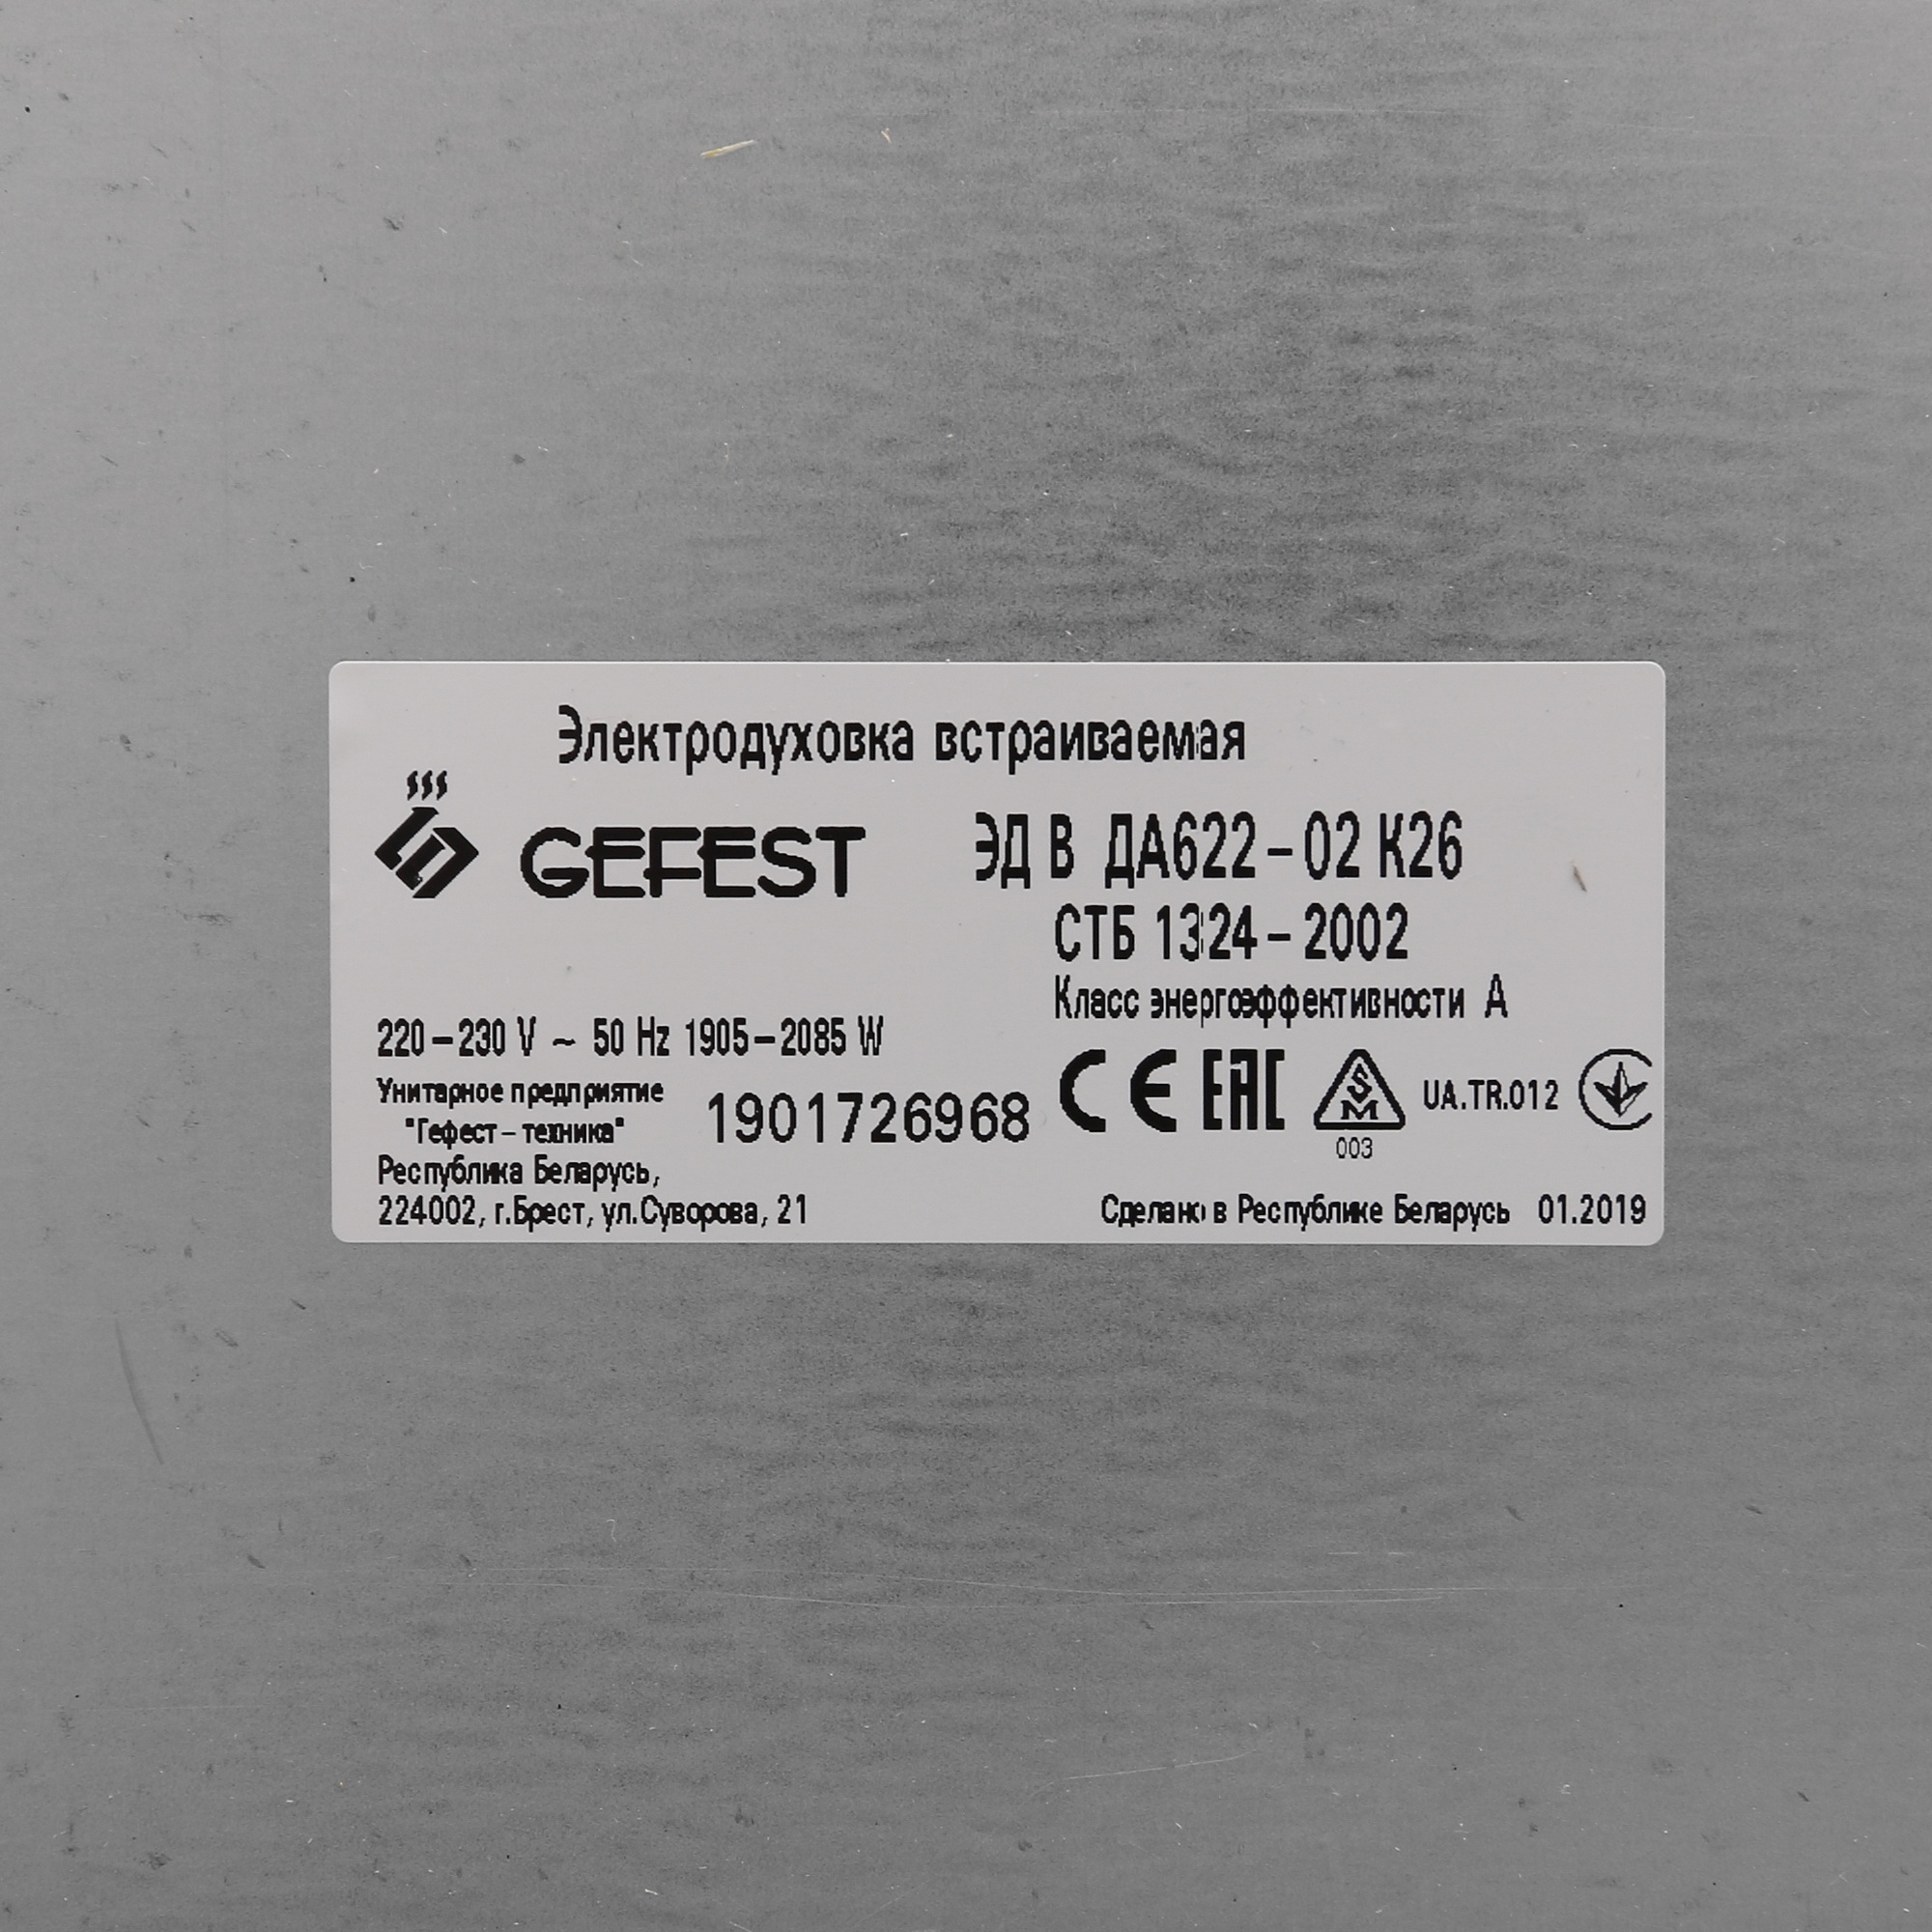 Электродуховка встраиваемая
GEFEST
ЭД В ДА622-02 К26
СТБ 1324-2002
Класс энергоэффективности А
220-230 V ~ 50 Hz 1905-2085 W
Унитарное предприятие
"Гефест-техника"
Республика Беларусь,
224002, г.Брест, ул.Суворова, 21
1901726968
CE EAC SM UA.TR.012
003
Сделано в Республике Беларусь 01.2019